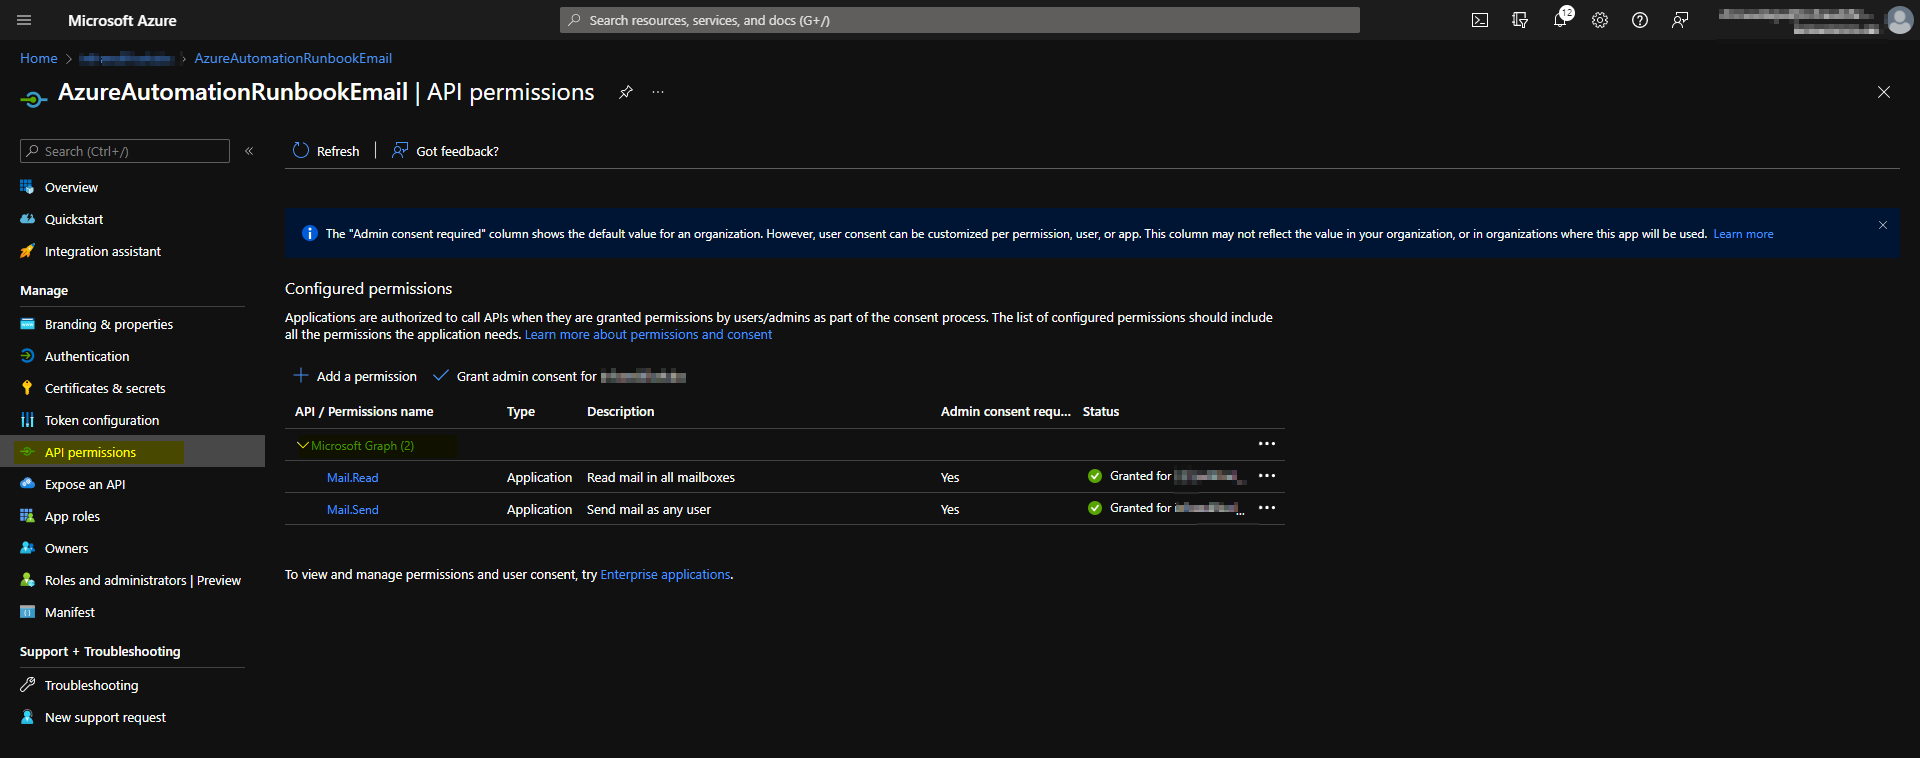 Microsoft Azure
Search resources, services, and docs (G+/)
12
Home > > AzureAutomationRunbookEmail
AzureAutomationRunbookEmail | API permissions
Search (Ctrl+/)
Refresh
Got feedback?
Overview
Quickstart
Integration assistant
Manage
Branding & properties
Authentication
Certificates & secrets
Token configuration
API permissions
Expose an API
App roles
Owners
Roles and administrators | Preview
Manifest
Support + Troubleshooting
Troubleshooting
New support request
The "Admin consent required" column shows the default value for an organization. However, user consent can be customized per permission, user, or app. This column may not reflect the value in your organization, or in organizations where this app will be used. Learn more
Configured permissions
Applications are authorized to call APIs when they are granted permissions by users/admins as part of the consent process. The list of configured permissions should include
all the permissions the application needs. Learn more about permissions and consent
Add a permission
Grant admin consent for
API / Permissions name Type Description Admin consent requ... Status
Microsoft Graph (2)
Mail.Read Application Read mail in all mailboxes Yes Granted for
Mail.Send Application Send mail as any user Yes Granted for ...
To view and manage permissions and user consent, try Enterprise applications.